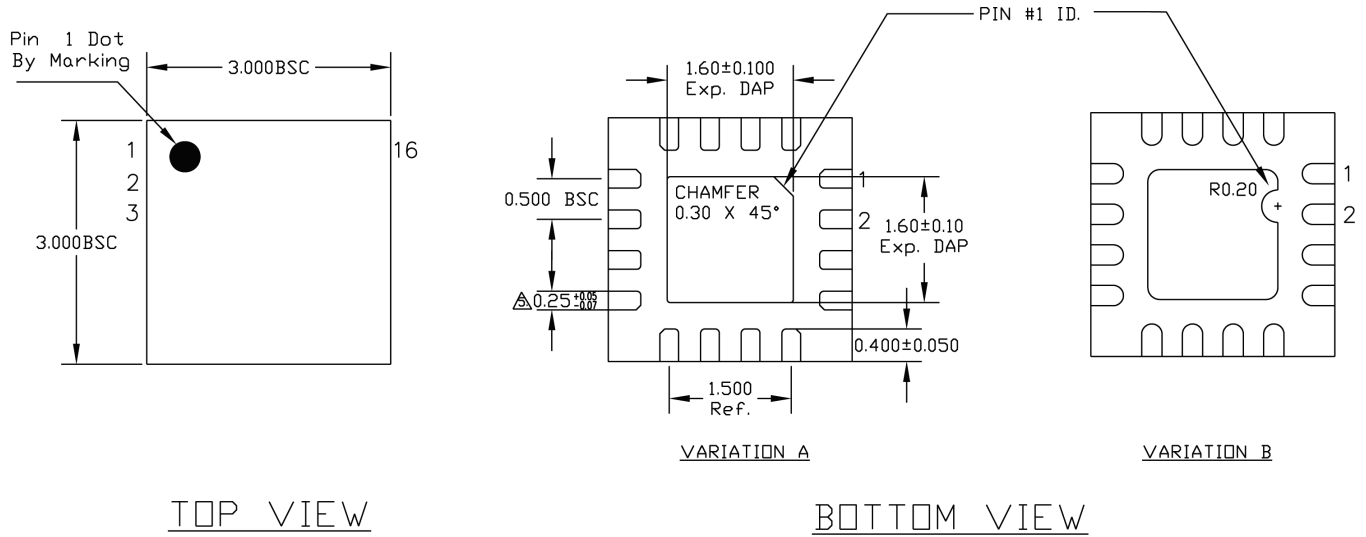 Pin 1 Dot
By Marking
3.000BSC
1
2
3
16
3.000BSC
TOP VIEW
PIN #1 ID.
1.60±0.100
Exp. DAP
0.500 BSC
CHAMFER
0.30 X 45°
1
2
1.60±0.10
Exp. DAP
0.25 +0.05
-0.07
0.400±0.050
1.500
Ref.
VARIATION A
R0.20
1
2
VARIATION B
BOTTOM VIEW